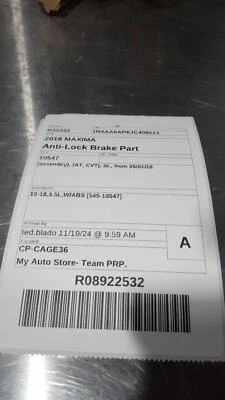 1N4AA6AP6JC408511
2018 MAXIMA
Anti-Lock Brake Part
10547
(assembly), (AT, CVT), SL, from 05/01/18
10-18,3.5L,W/ABS [545-10547]
ted.blado 11/19/24 @ 9:59 AM
CP-CAGE36
A
My Auto Store- Team PRP.
R08922532